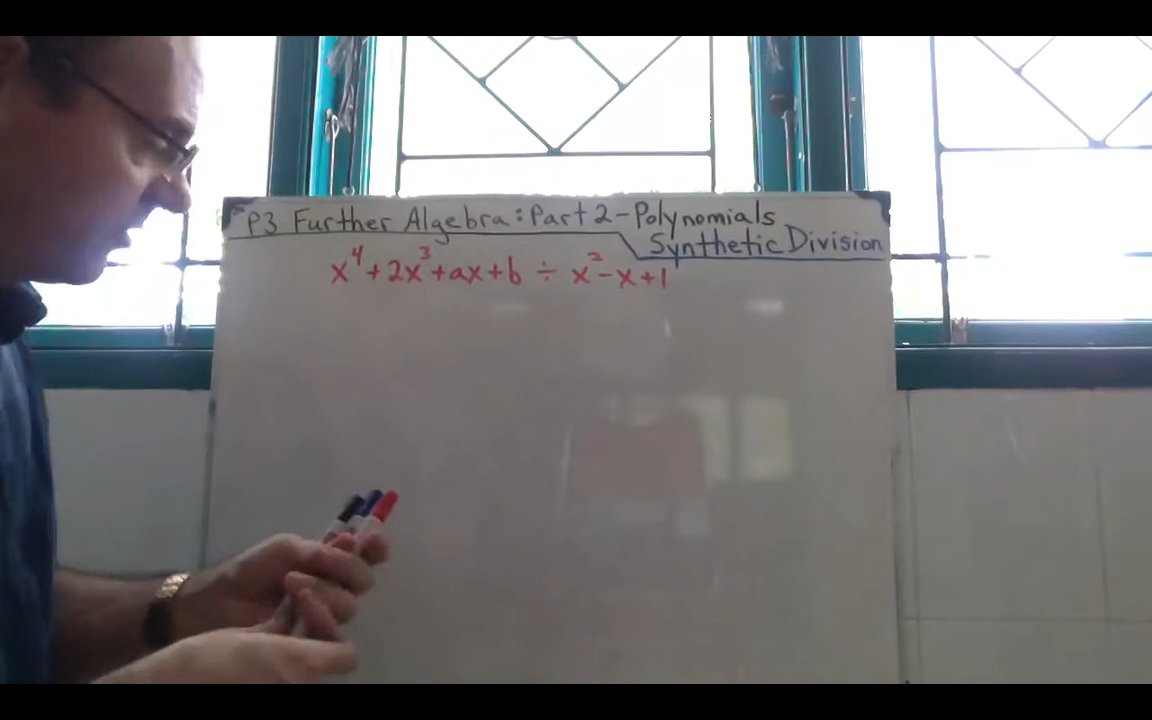 P3 Further Algebra: Part 2 - Polynomials
Synthetic Division
x⁴ + 2x³ + ax + b ÷ x² - x + 1